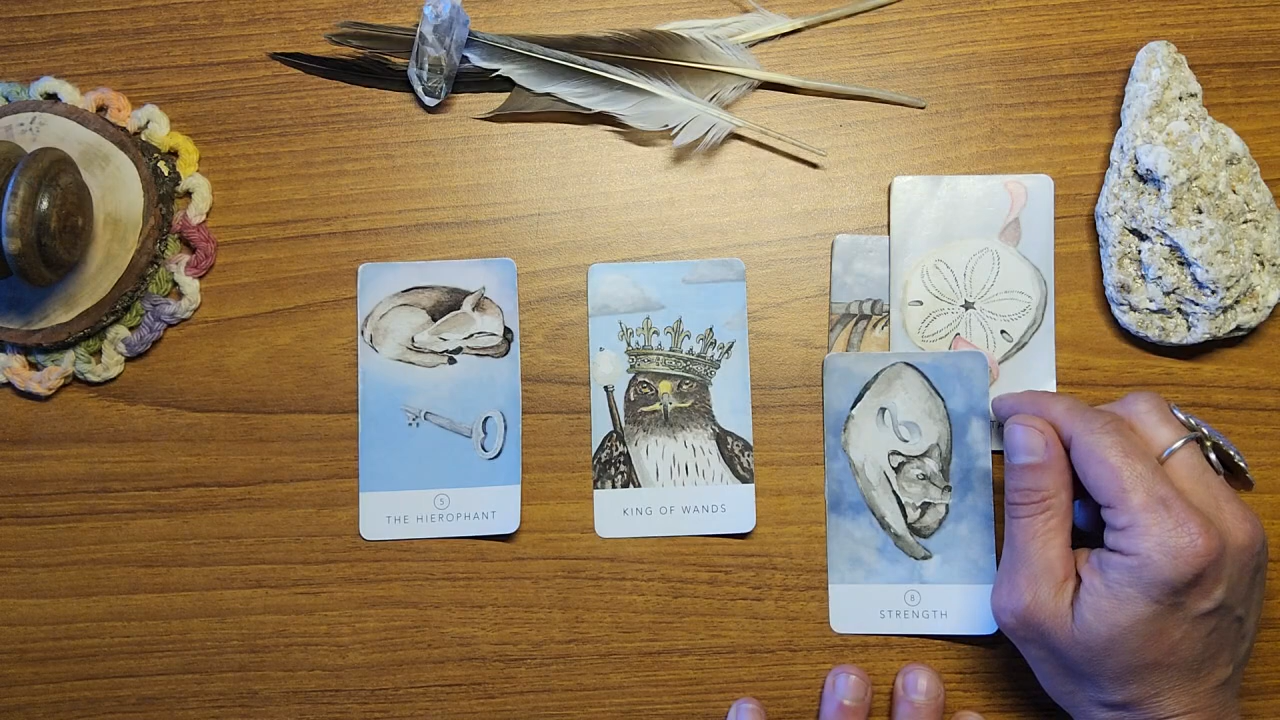 5
THE HIEROPHANT
KING OF WANDS
8
STRENGTH